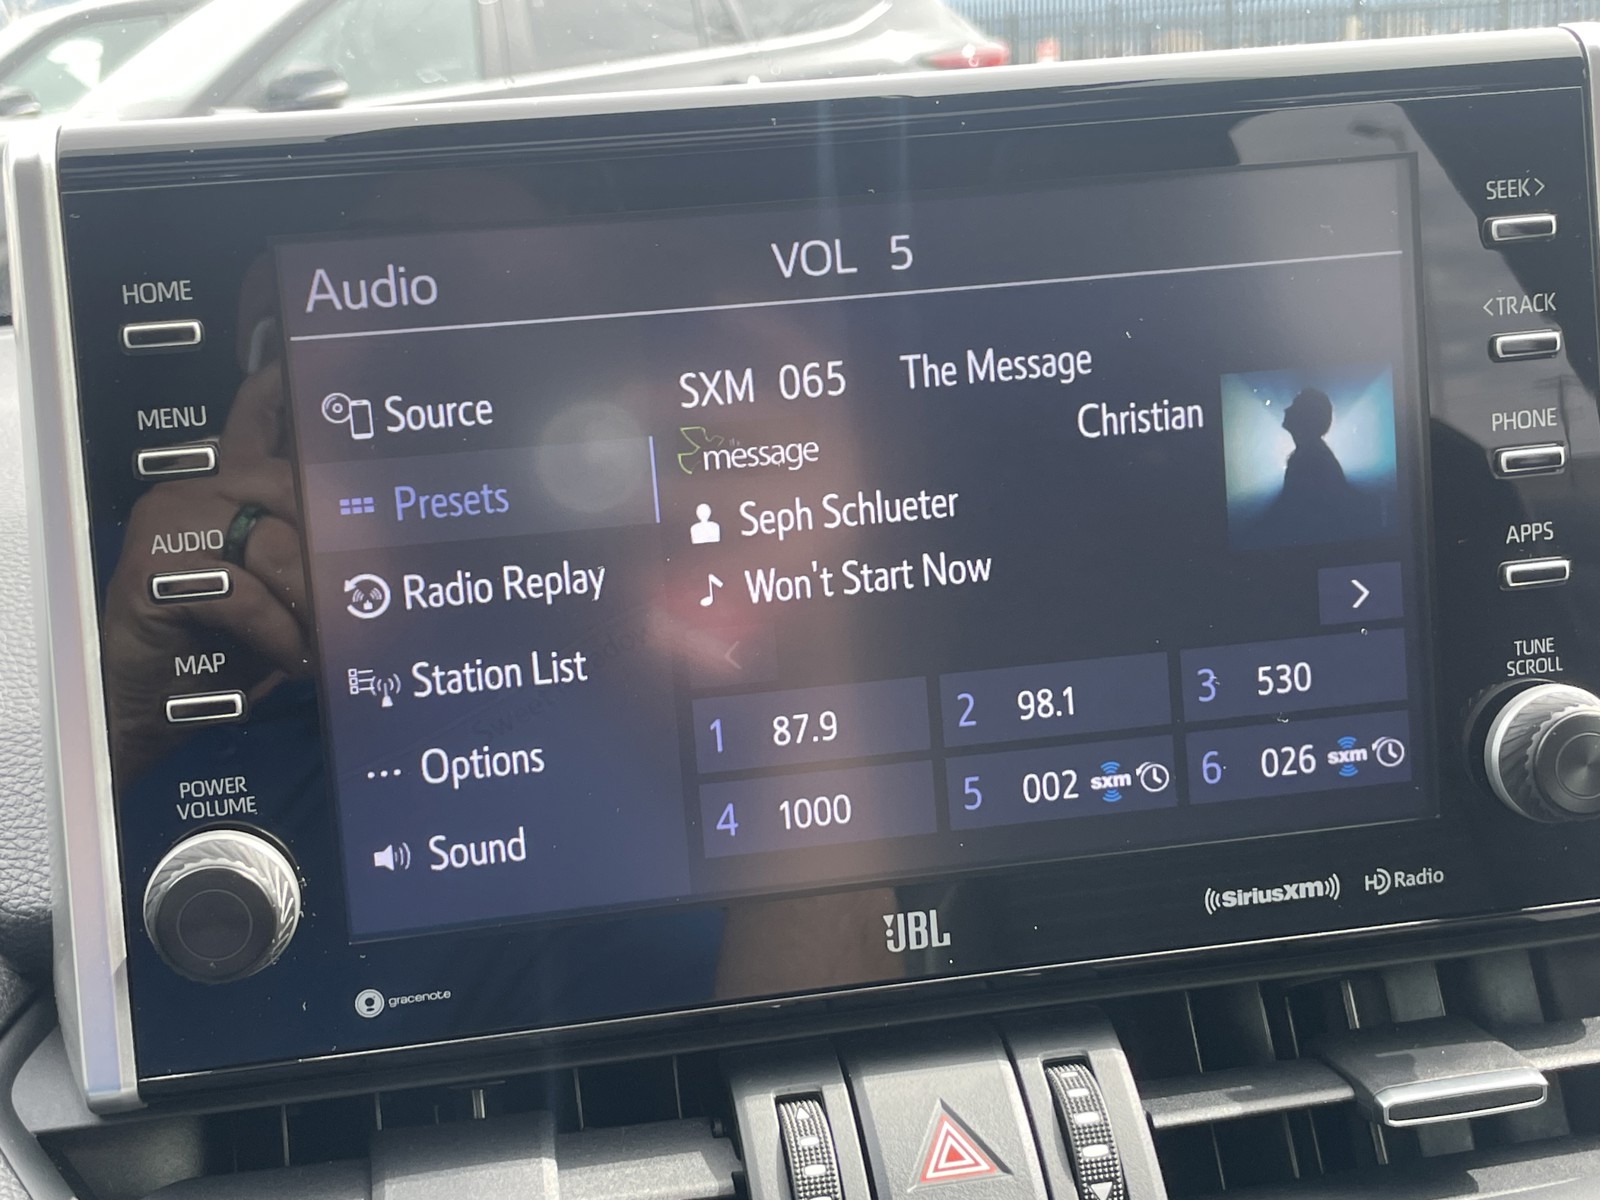 VOL 5
Audio
SEEK >
HOME
< TRACK
SXM 065 The Message
Source
Christian
MENU
PHONE
message
Presets
Seph Schlueter
AUDIO
APPS
Radio Replay
Won't Start Now
MAP
Station List
TUNE
SCROLL
1 87.9
2 98.1
3 530
Options
POWER
VOLUME
4 1000
5 002 sxm
6 026 sxm
Sound
SiriusXM
HD Radio
JBL
gracenote